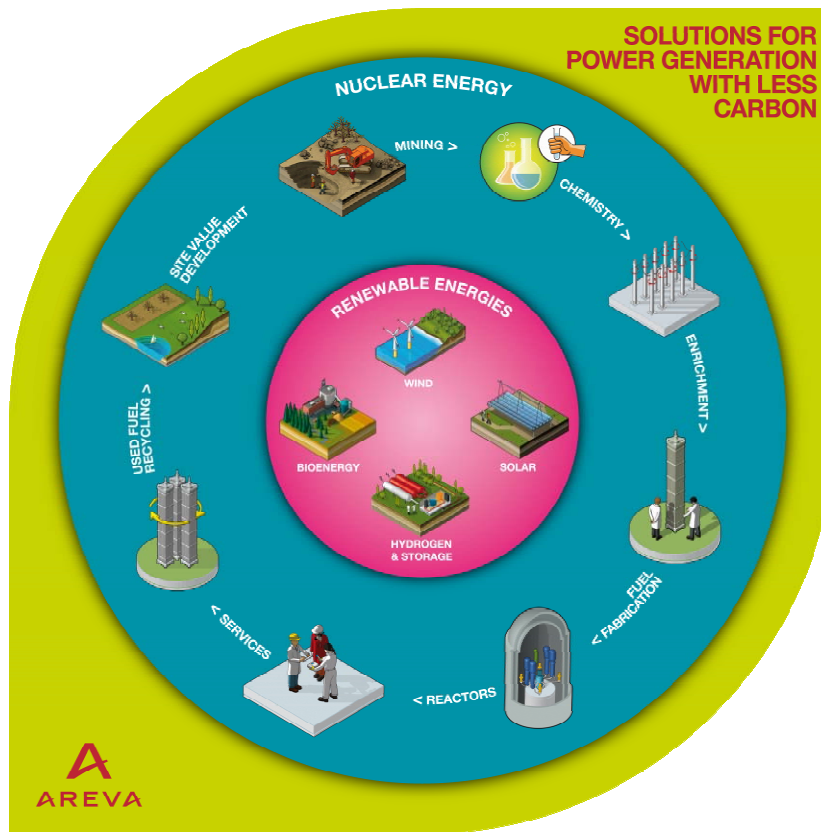 SOLUTIONS FOR
POWER GENERATION
WITH LESS
CARBON
NUCLEAR ENERGY
MINING >
CHEMISTRY >
ENRICHMENT >
FUEL
< FABRICATION
< REACTORS
< SERVICES
USED FUEL
RECYCLING >
SITE VALUE
DEVELOPMENT
RENEWABLE ENERGIES
WIND
SOLAR
HYDROGEN
& STORAGE
BIOENERGY
A
AREVA